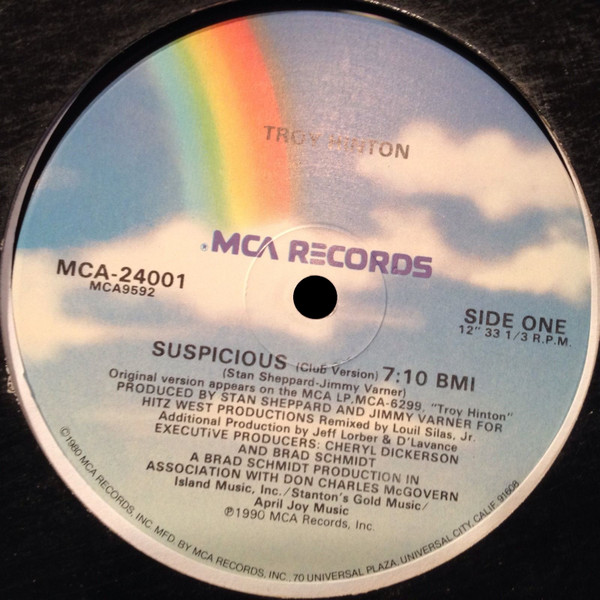 TROY HINTON
MCA RECORDS
MCA-24001
MCA9592
SIDE ONE
12" 33 1/3 R.P.M.
SUSPICIOUS (Club Version) 7:10 BMI
(Stan Sheppard-Jimmy Varner)
Original version appears on the MCA LP.MCA-6299, "Troy Hinton"
PRODUCED BY STAN SHEPPARD AND JIMMY VARNER FOR
HITZ WEST PRODUCTIONS Remixed by Louil Silas, Jr.
Additional Production by Jeff Lorber & D'Lavance
EXECUTIVE PRODUCERS: CHERYL DICKERSON
AND BRAD SCHMIDT
A BRAD SCHMIDT PRODUCTION IN
ASSOCIATION WITH DON CHARLES McGOVERN
Island Music, Inc./Stanton's Gold Music/
April Joy Music
℗1990 MCA Records, Inc.
©1980 MCA RECORDS, INC. MFD. BY MCA RECORDS, INC., 70 UNIVERSAL PLAZA, UNIVERSAL CITY, CALIF. 91608